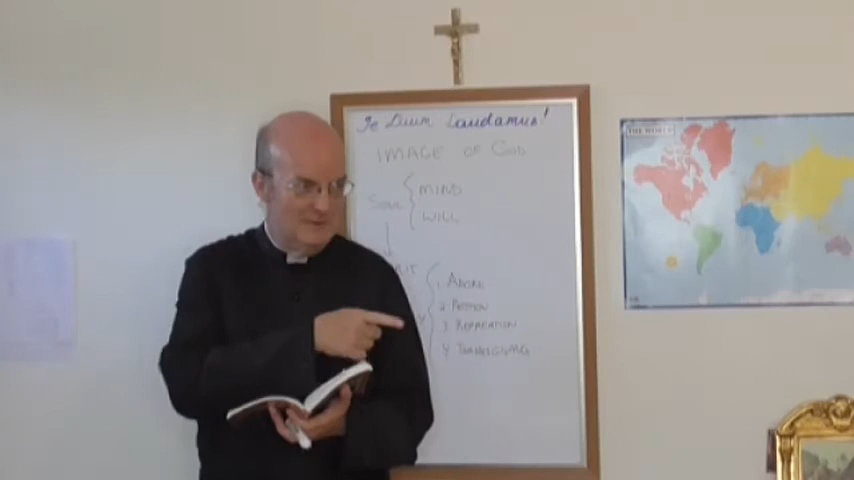 Te Deum Laudamus!
IMAGE OF GOD
SOUL { MIND
WILL
1. ADORE
2 PETITION
3 REPARATION
4 THANKSGIVING
THE WORLD